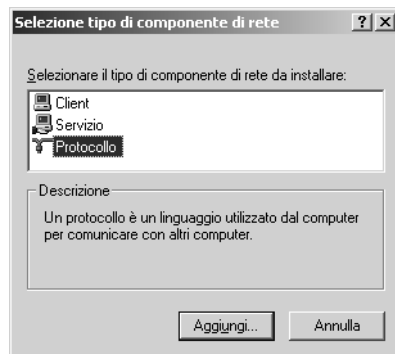 Selezione tipo di componente di rete
Selezionare il tipo di componente di rete da installare:
Client
Servizio
Protocollo
Descrizione
Un protocollo è un linguaggio utilizzato dal computer
per comunicare con altri computer.
Aggiungi... Annulla